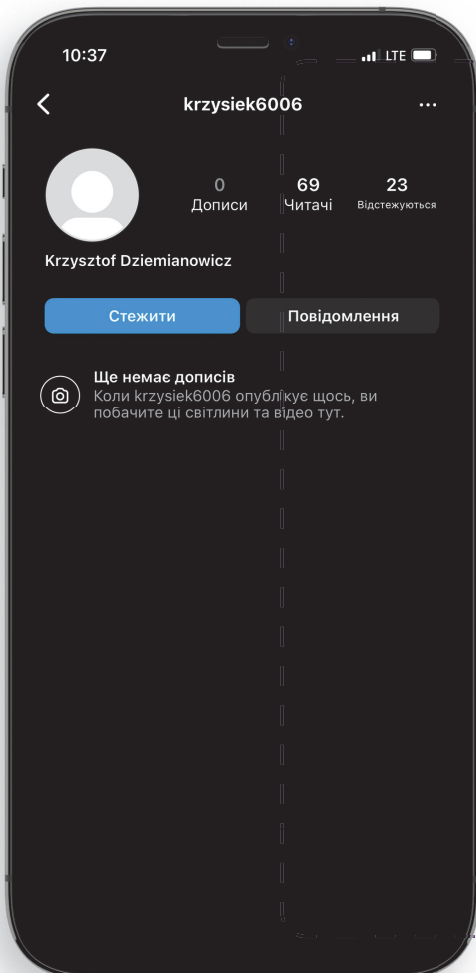 10:37
LTE
krzysiek6006
0
69
23
Дописи
Читачі
Відстежуються
Krzysztof Dziemianowicz
Стежити
Повідомлення
Ще немає дописів
Коли krzysiek6006 опублікує щось, ви
побачите ці світлини та відео тут.